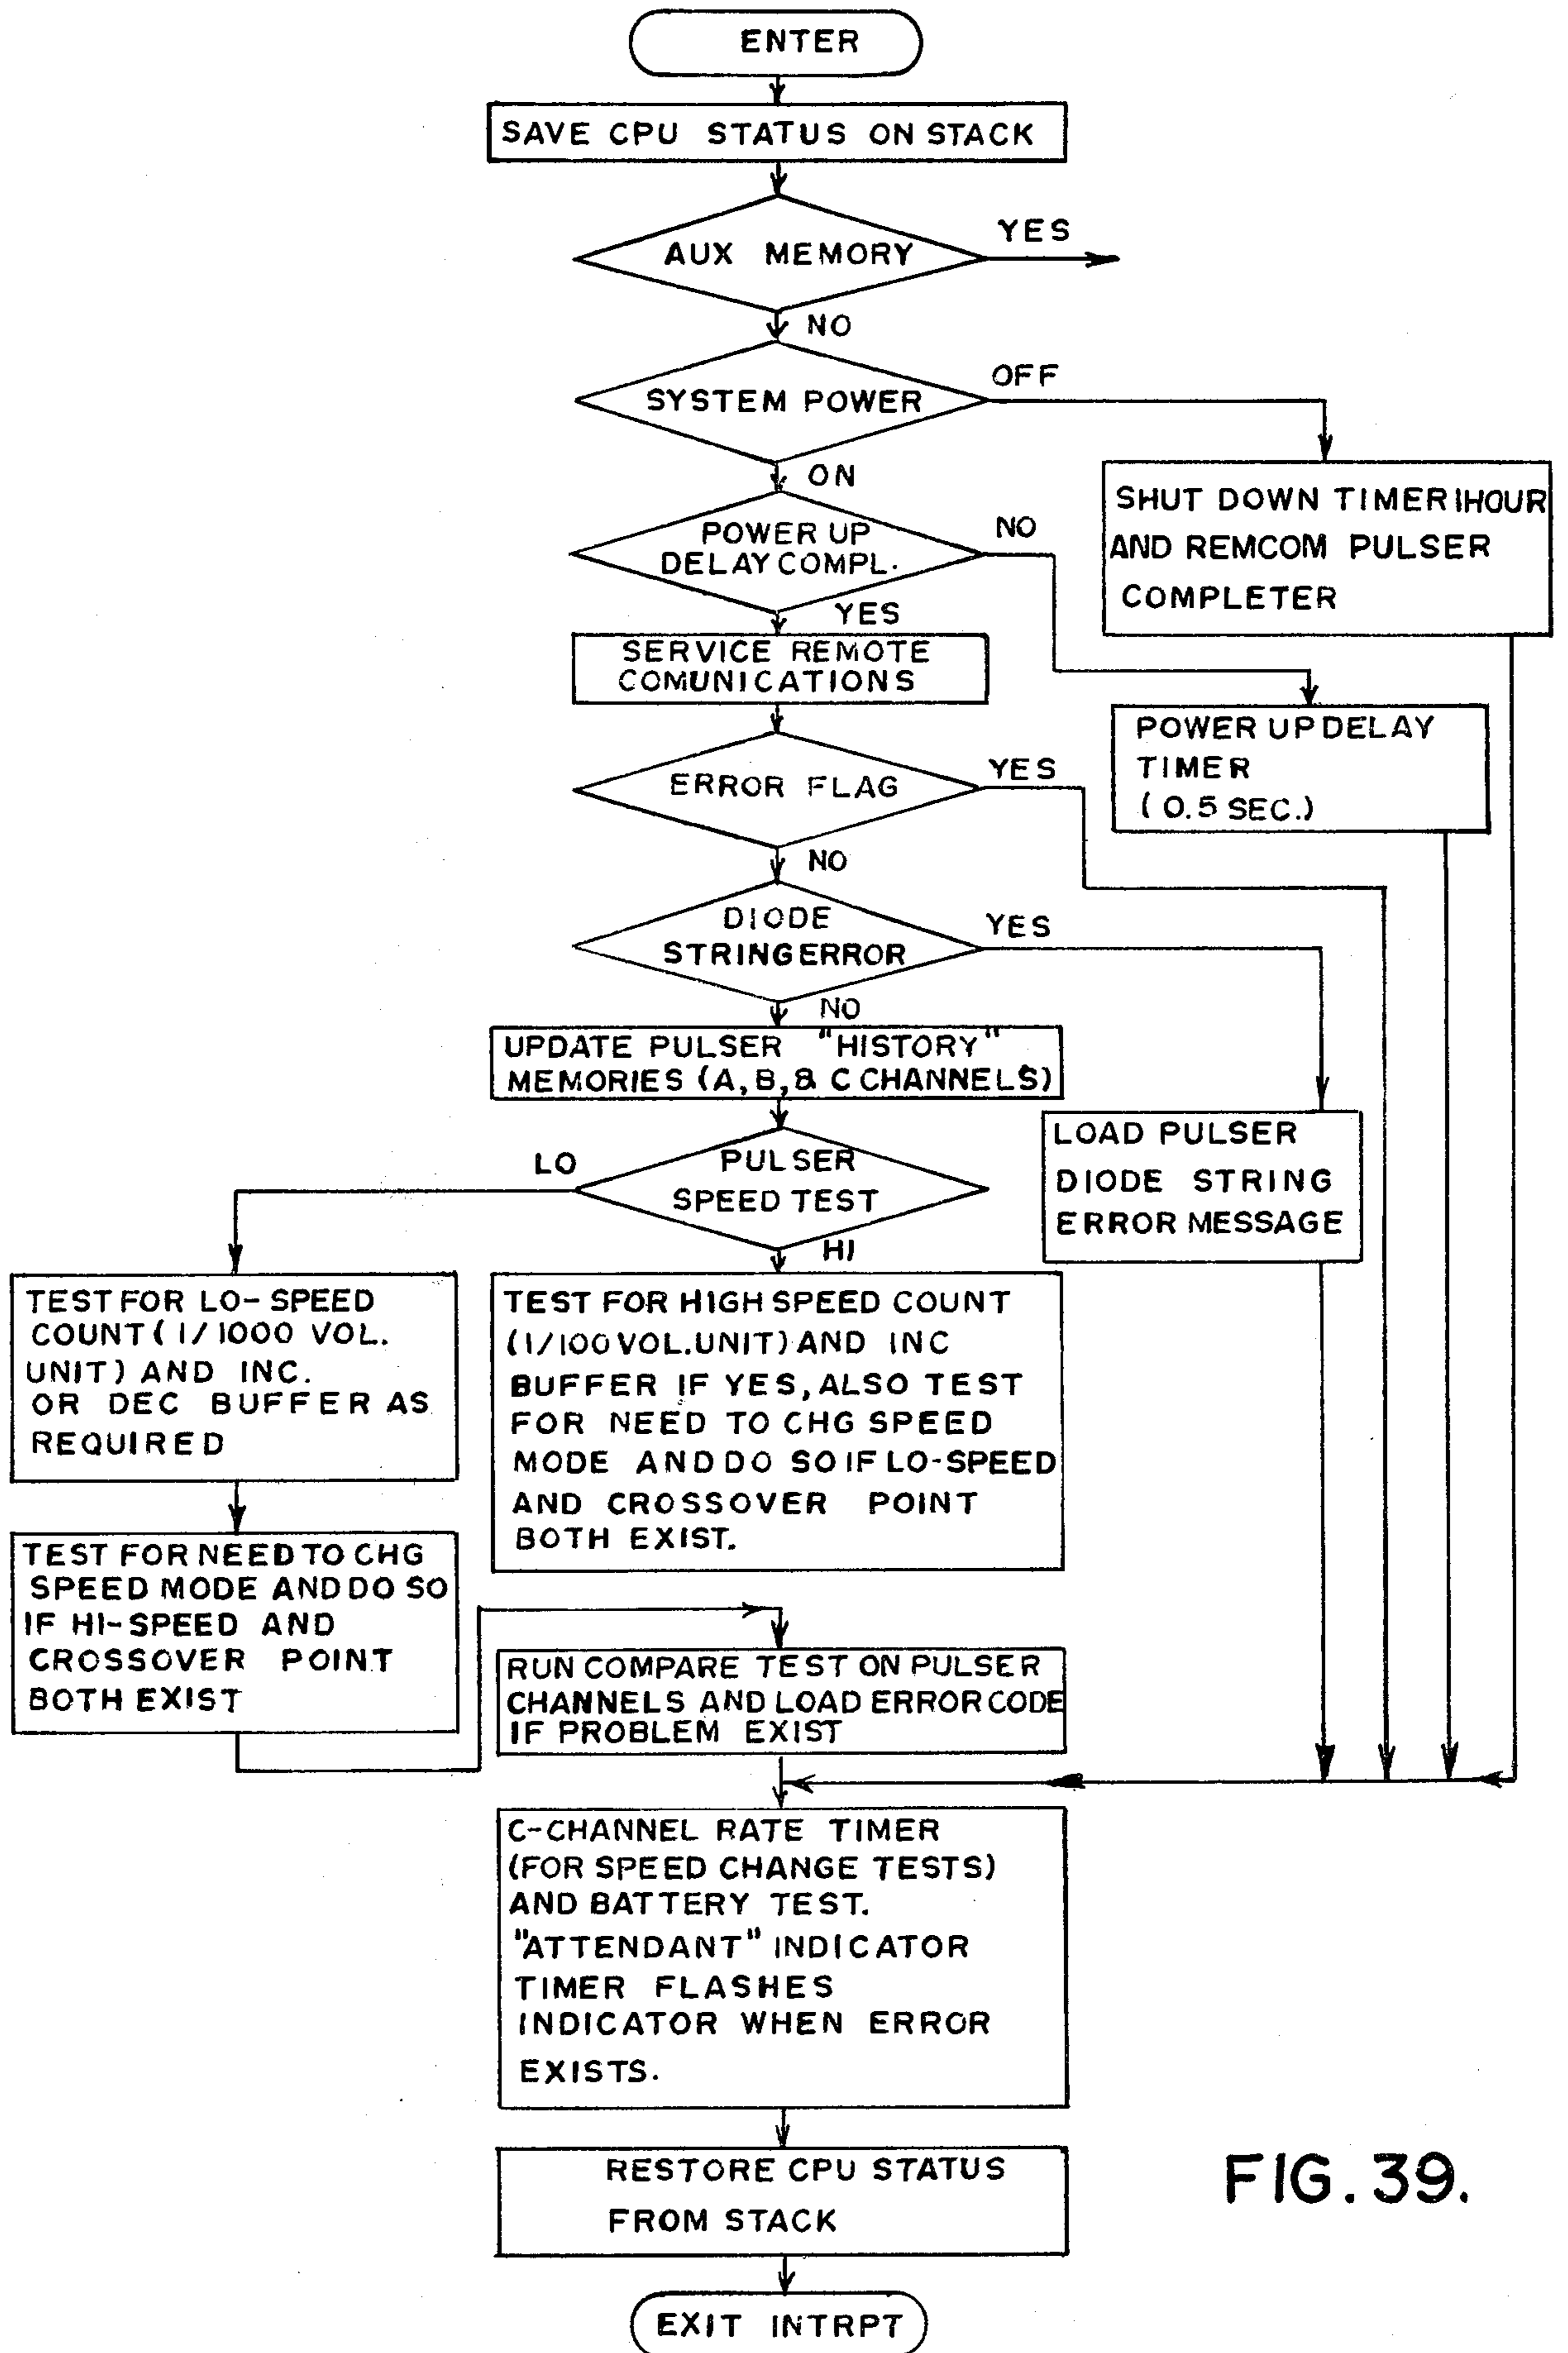 ENTER
SAVE CPU STATUS ON STACK
AUX MEMORY
YES
NO
SYSTEM POWER
OFF
ON
SHUT DOWN TIMER 1HOUR
AND REMCOM PULSER
COMPLETER
POWER UP
DELAY COMPL.
NO
YES
SERVICE REMOTE
COMUNICATIONS
POWER UP DELAY
TIMER
(0.5 SEC.)
ERROR FLAG
YES
NO
DIODE
STRING ERROR
YES
NO
UPDATE PULSER "HISTORY"
MEMORIES (A, B, & C CHANNELS)
LOAD PULSER
DIODE STRING
ERROR MESSAGE
PULSER
SPEED TEST
LO
HI
TEST FOR LO-SPEED
COUNT (1/1000 VOL.
UNIT) AND INC.
OR DEC BUFFER AS
REQUIRED
TEST FOR HIGH SPEED COUNT
(1/100 VOL. UNIT) AND INC
BUFFER IF YES, ALSO TEST
FOR NEED TO CHG SPEED
MODE AND DO SO IF LO-SPEED
AND CROSSOVER POINT
BOTH EXIST.
TEST FOR NEED TO CHG
SPEED MODE AND DO SO
IF HI-SPEED AND
CROSSOVER POINT
BOTH EXIST
RUN COMPARE TEST ON PULSER
CHANNELS AND LOAD ERROR CODE
IF PROBLEM EXIST
C-CHANNEL RATE TIMER
(FOR SPEED CHANGE TESTS)
AND BATTERY TEST.
"ATTENDANT" INDICATOR
TIMER FLASHES
INDICATOR WHEN ERROR
EXISTS.
RESTORE CPU STATUS
FROM STACK
EXIT INTRPT
FIG. 39.